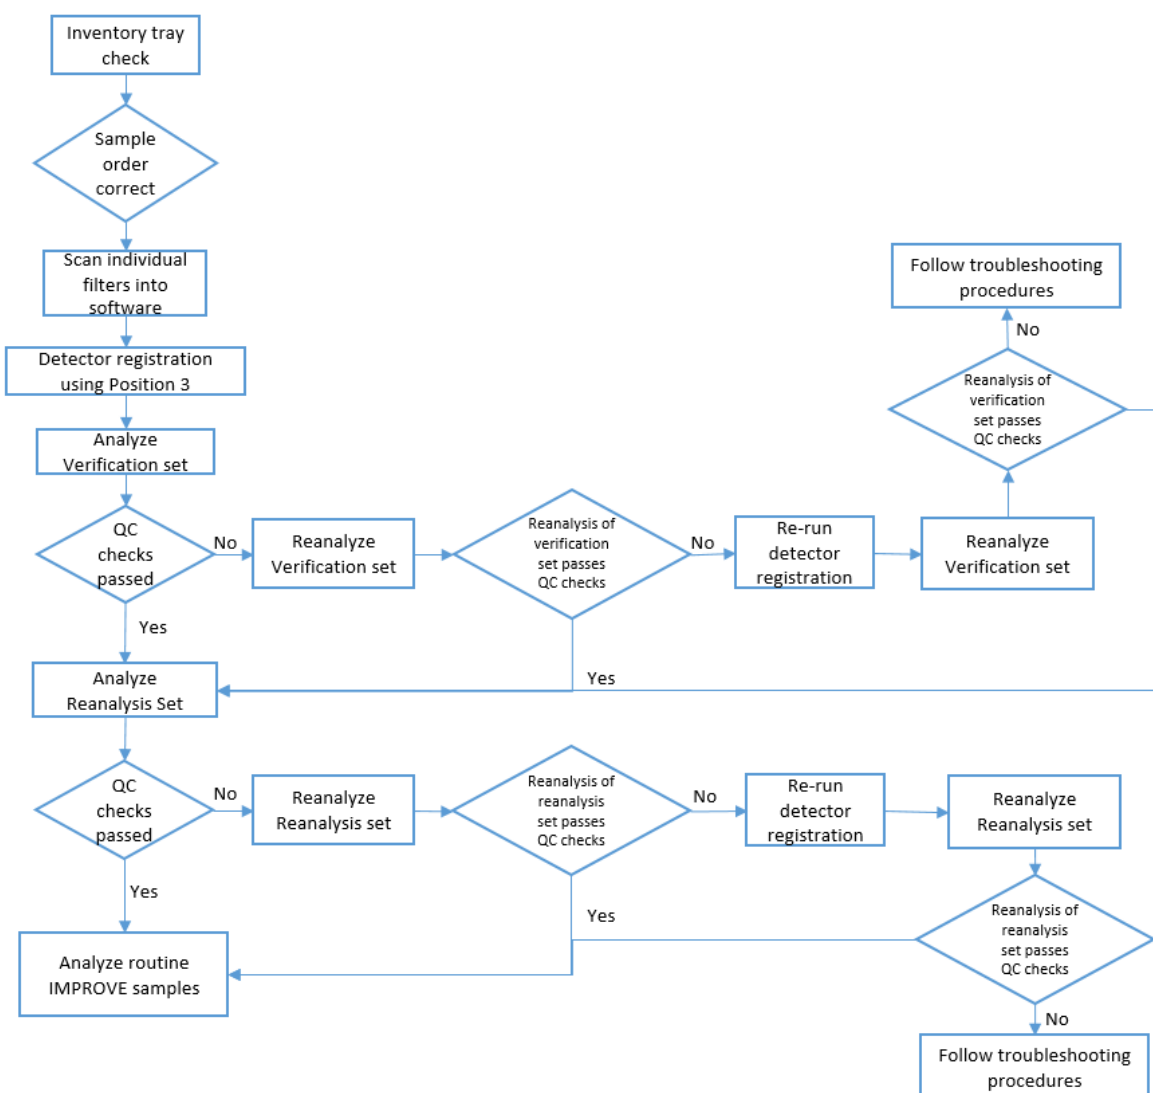 Inventory tray
check
Sample
order
correct
Scan individual
filters into
software
Detector registration
using Position 3
Analyze
Verification set
QC
checks
passed
No
Reanalyze
Verification set
Reanalysis of
verification
set passes
QC checks
No
Re-run
detector
registration
Reanalyze
Verification set
Reanalysis of
verification
set passes
QC checks
No
Follow troubleshooting
procedures
Yes
Yes
Analyze
Reanalysis Set
QC
checks
passed
No
Reanalyze
Reanalysis set
Reanalysis of
reanalysis
set passes
QC checks
No
Re-run
detector
registration
Reanalyze
Reanalysis set
Reanalysis of
reanalysis
set passes
QC checks
Yes
Yes
Analyze routine
IMPROVE samples
No
Follow troubleshooting
procedures